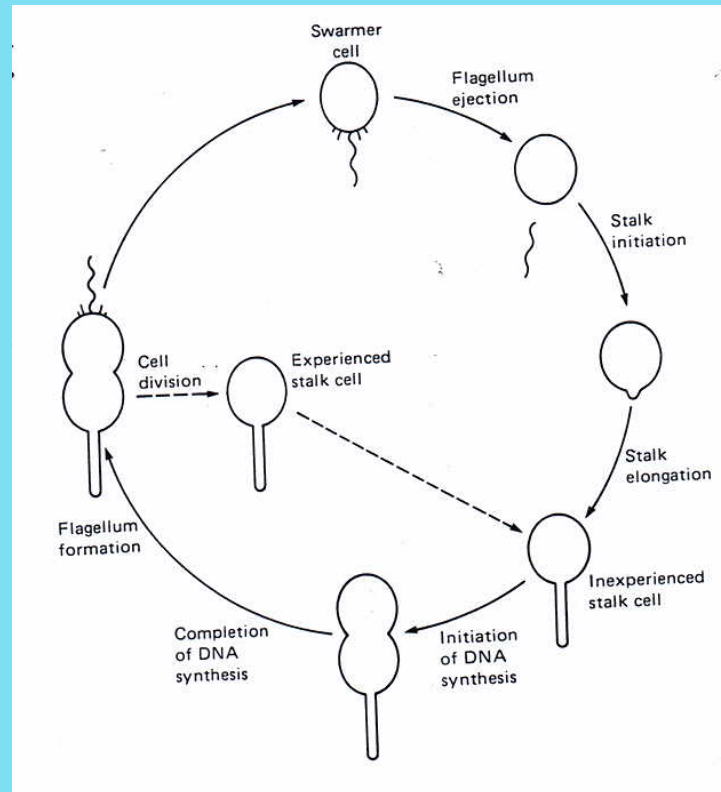 Swarmer
cell
Flagellum
ejection
Stalk
initiation
Cell
division
Experienced
stalk cell
Stalk
elongation
Flagellum
formation
Inexperienced
stalk cell
Completion
of DNA
synthesis
Initiation
of DNA
synthesis